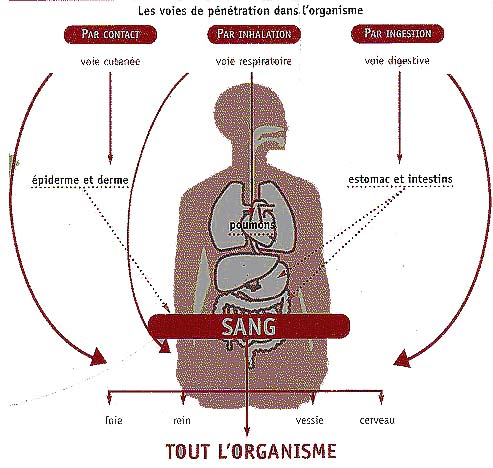 Les voies de pénétration dans l'organisme
PAR CONTACT PAR INHALATION PAR INGESTION
voie cutanée voie respiratoire voie digestive
épiderme et derme estomac et intestins
poumons
SANG
foie rein vessie cerveau
TOUT L'ORGANISME